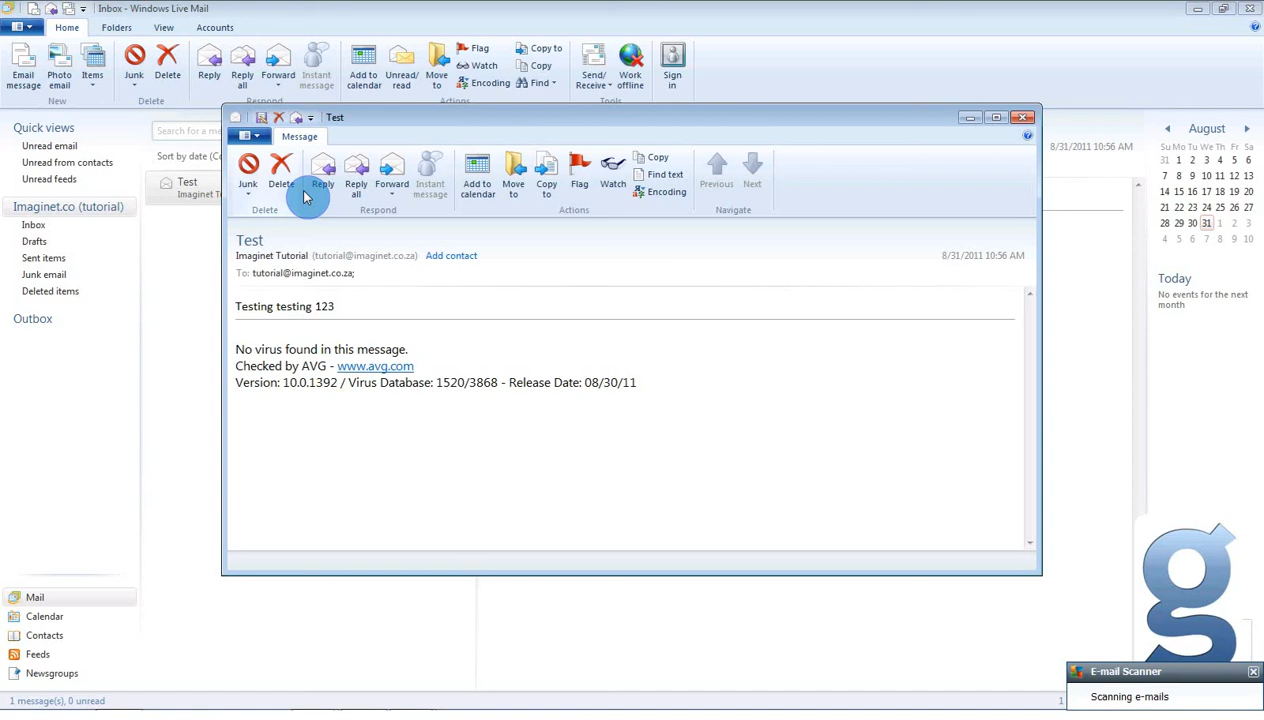 Inbox - Windows Live Mail
Home Folders View Accounts
Email message
Photo email
Items
Junk
Delete
Reply
Reply all
Forward
Instant message
Add to calendar
Unread/ read
Move to
Flag
Watch
Encoding
Copy to
Copy
Find
Send/ Receive
Work offline
Sign in
New Delete Respond Actions Tools
Quick views
Unread email
Unread from contacts
Unread feeds
Imaginet.co (tutorial)
Inbox
Drafts
Sent items
Junk email
Deleted items
Outbox
Mail
Calendar
Contacts
Feeds
Newsgroups
1 message(s), 0 unread
Search for a me
Sort by date (Co
Test
Imaginet Tu
Test
Message
Junk
Delete
Reply
Reply all
Forward
Instant message
Add to calendar
Move to
Copy to
Flag
Watch
Copy
Find text
Encoding
Previous
Next
Delete Respond Actions Navigate
Test
Imaginet Tutorial (tutorial@imaginet.co.za) Add contact 8/31/2011 10:56 AM
To: tutorial@imaginet.co.za;
Testing testing 123
No virus found in this message.
Checked by AVG - www.avg.com
Version: 10.0.1392 / Virus Database: 1520/3868 - Release Date: 08/30/11
8/31/2011 10:56 AM
August
Su Mo Tu We Th Fr Sa
31 1 2 3 4 5 6
7 8 9 10 11 12 13
14 15 16 17 18 19 20
21 22 23 24 25 26 27
28 29 30 31 1 2 3
4 5 6 7 8 9 10
Today
No events for the next
month
g
E-mail Scanner
Scanning e-mails
1